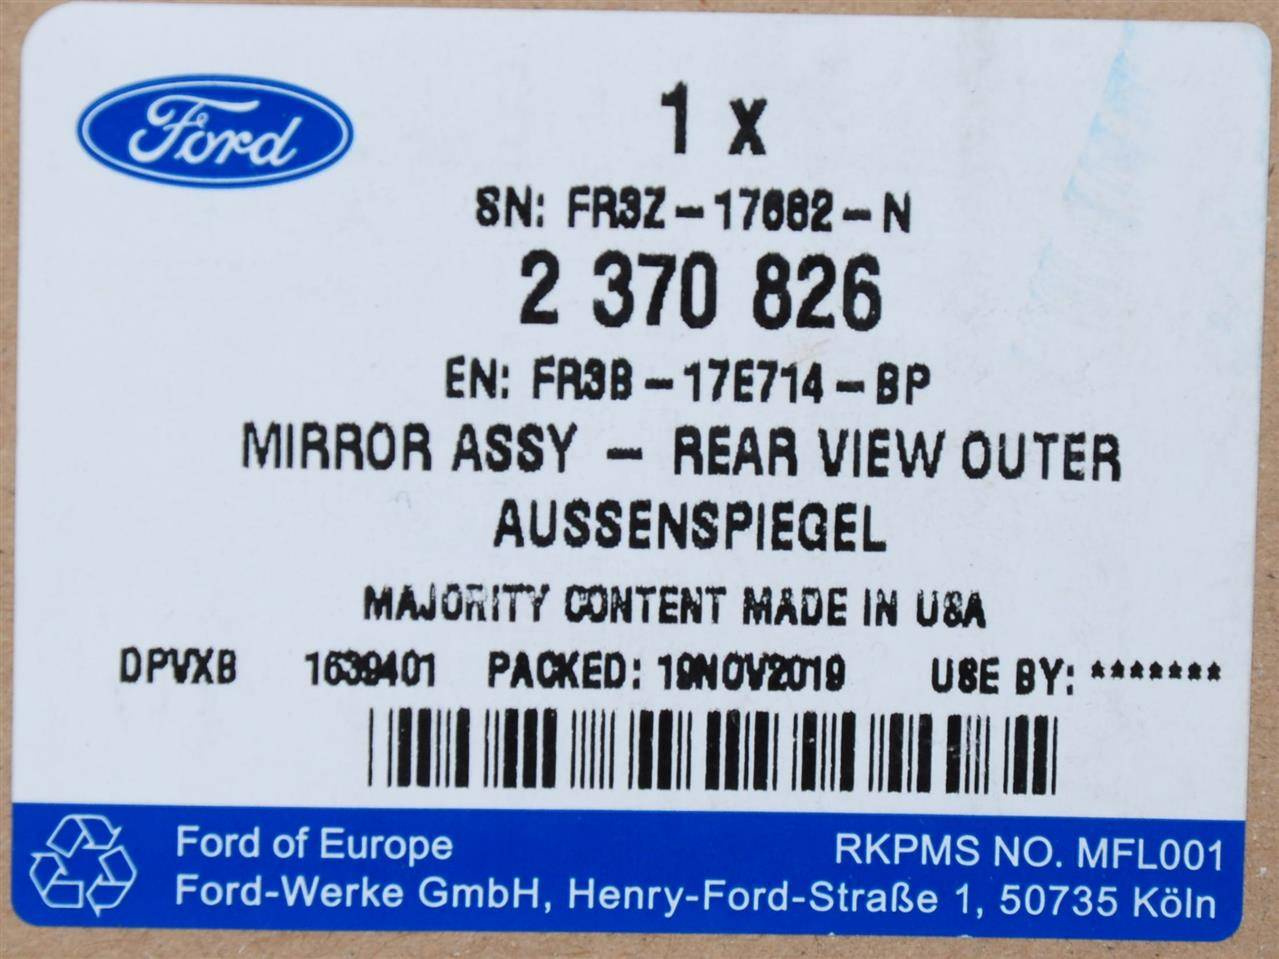 Ford
1 x
SN: FR3Z-17682-N
2 370 826
EN: FR3B-17E714-BP
MIRROR ASSY - REAR VIEW OUTER
AUSSENSPIEGEL
MAJORITY CONTENT MADE IN USA
DPVXB 1639401 PACKED: 19NOV2019 USE BY: *******
Ford of Europe RKPMS NO. MFL001
Ford-Werke GmbH, Henry-Ford-Straße 1, 50735 Köln